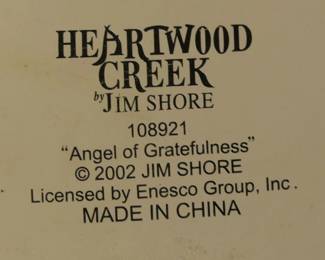 HEARTWOOD
CREEK
by JIM SHORE
108921
"Angel of Gratefulness"
© 2002 JIM SHORE
Licensed by Enesco Group, Inc.
MADE IN CHINA